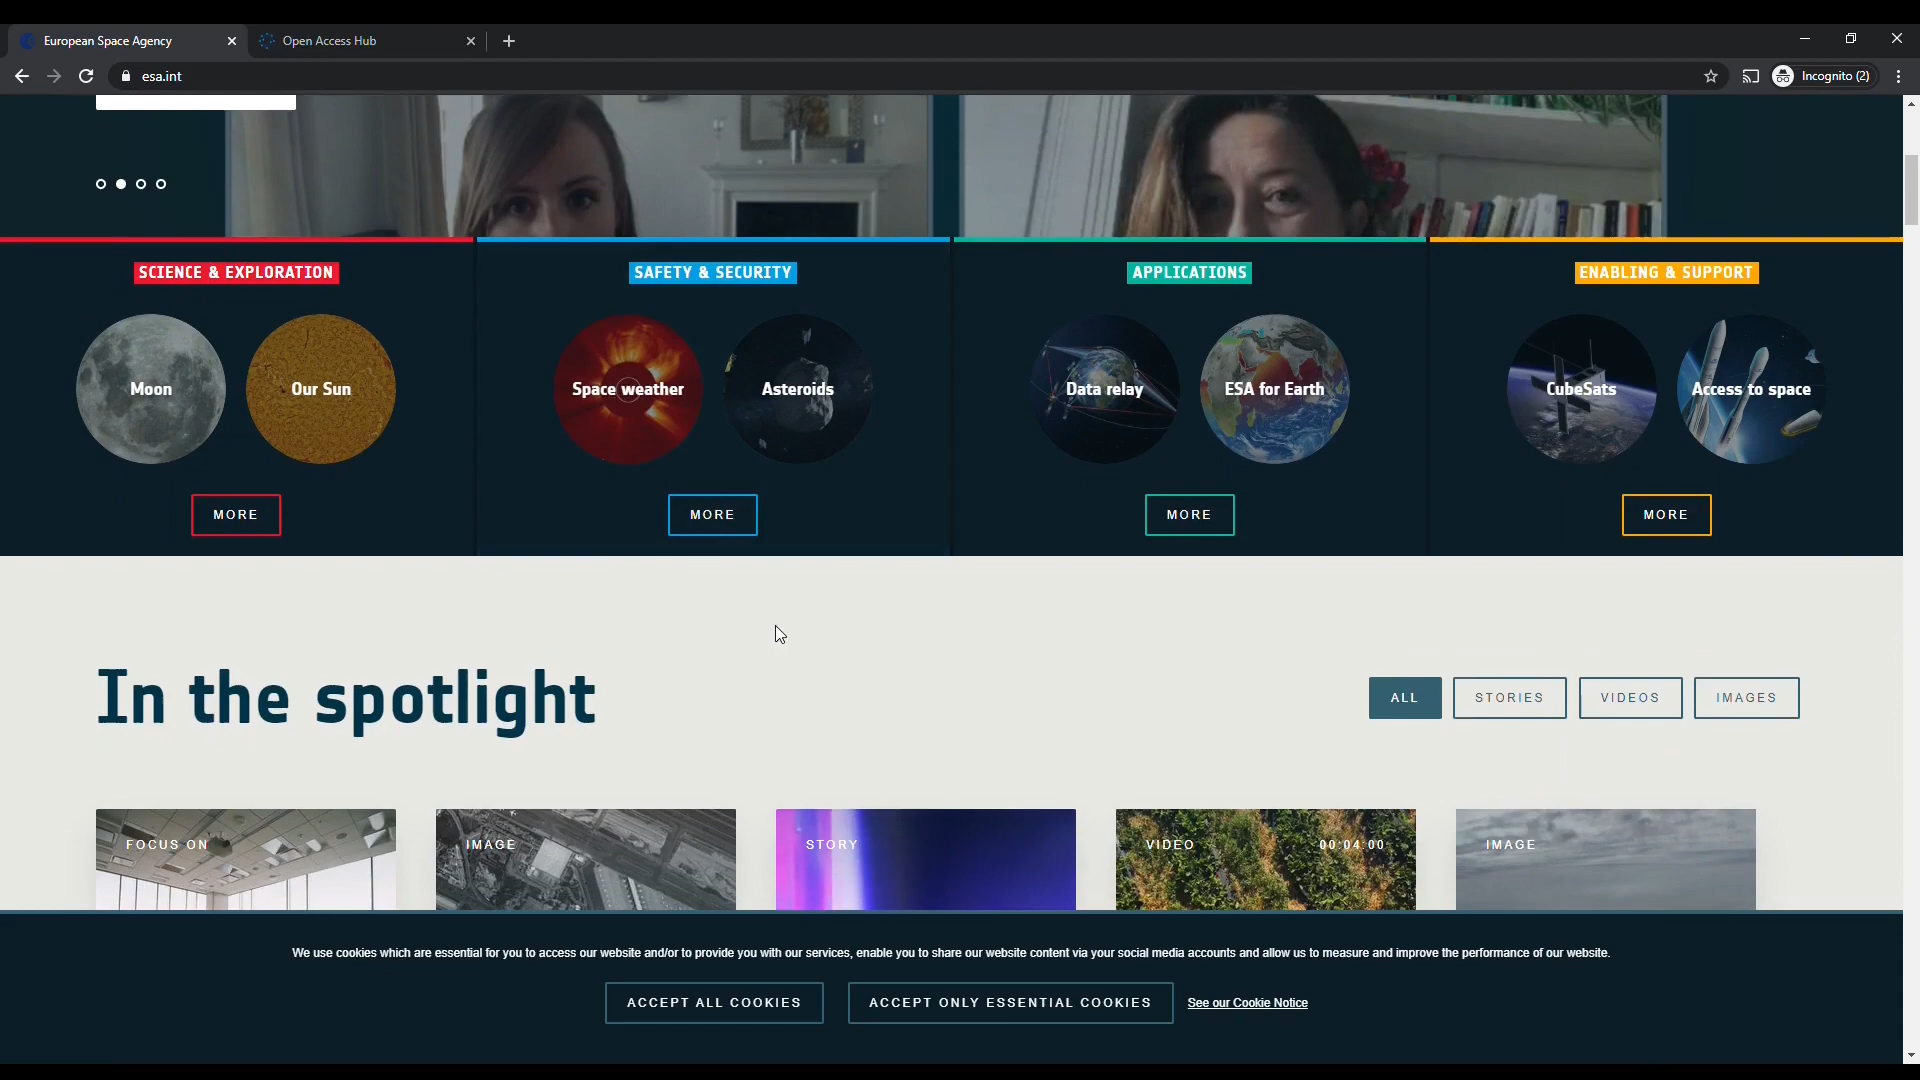 European Space Agency
Open Access Hub
esa.int
Incognito (2)
SCIENCE & EXPLORATION
SAFETY & SECURITY
APPLICATIONS
ENABLING & SUPPORT
Moon
Our Sun
Space weather
Asteroids
Data relay
ESA for Earth
CubeSats
Access to space
MORE
MORE
MORE
MORE
In the spotlight
ALL
STORIES
VIDEOS
IMAGES
FOCUS ON
IMAGE
STORY
VIDEO
00:04:00
IMAGE
We use cookies which are essential for you to access our website and/or to provide you with our services, enable you to share our website content via your social media accounts and allow us to measure and improve the performance of our website.
ACCEPT ALL COOKIES
ACCEPT ONLY ESSENTIAL COOKIES
See our Cookie Notice